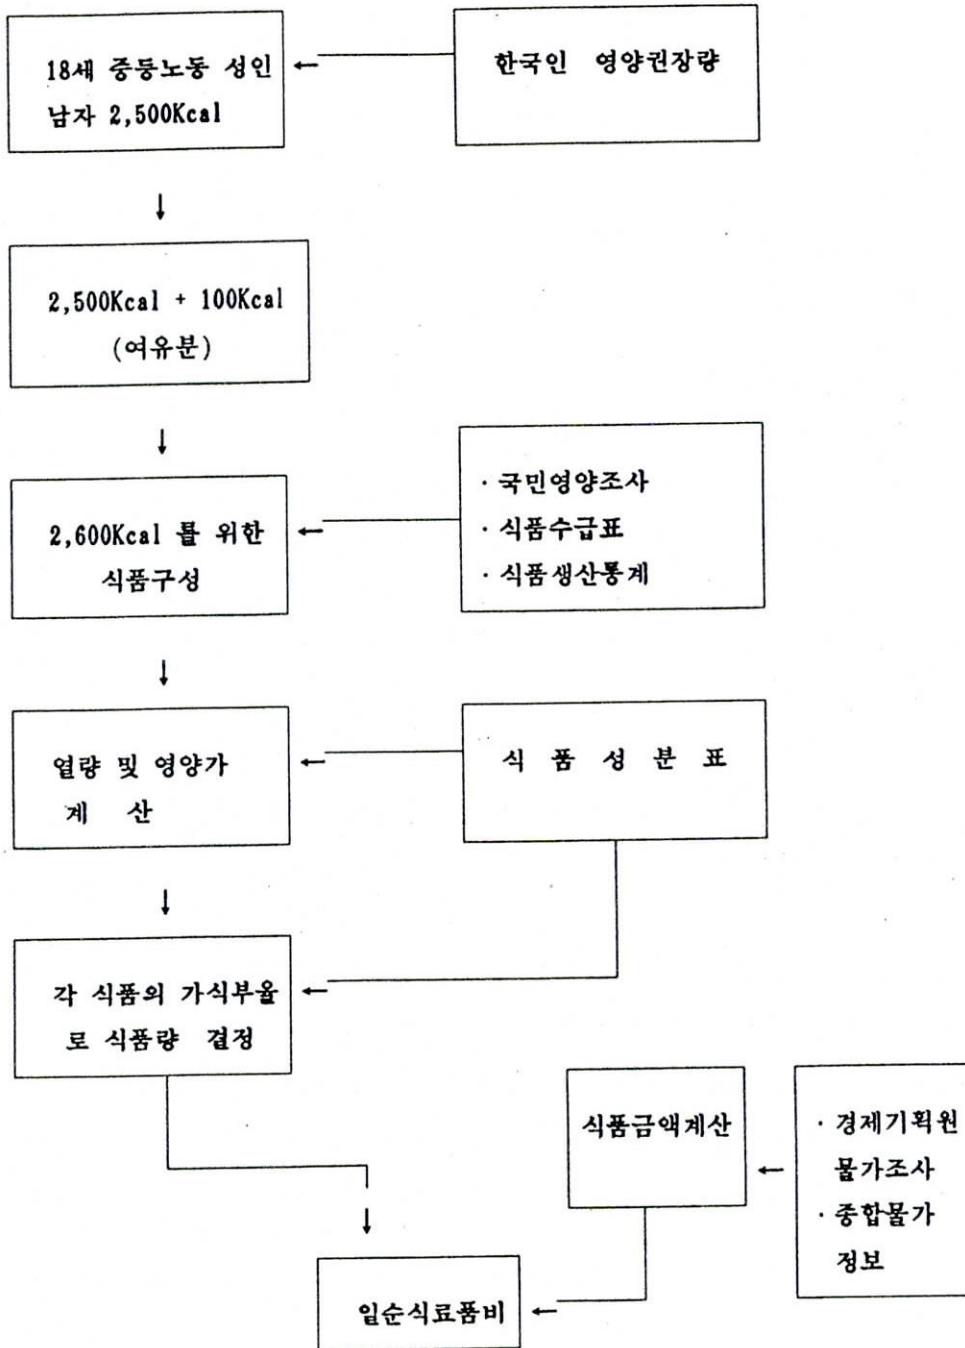 18세 중등노동 성인
남자 2,500Kcal
한국인 영양권장량
↓
2,500Kcal + 100Kcal
(여유분)
↓
2,600Kcal 를 위한
식품구성
· 국민영양조사
· 식품수급표
· 식품생산통계
↓
열량 및 영양가
계 산
식 품 성 분 표
↓
각 식품의 가식부율
로 식품량 결정
식품금액계산
· 경제기획원
물가조사
· 종합물가
정보
↓
일순식료품비